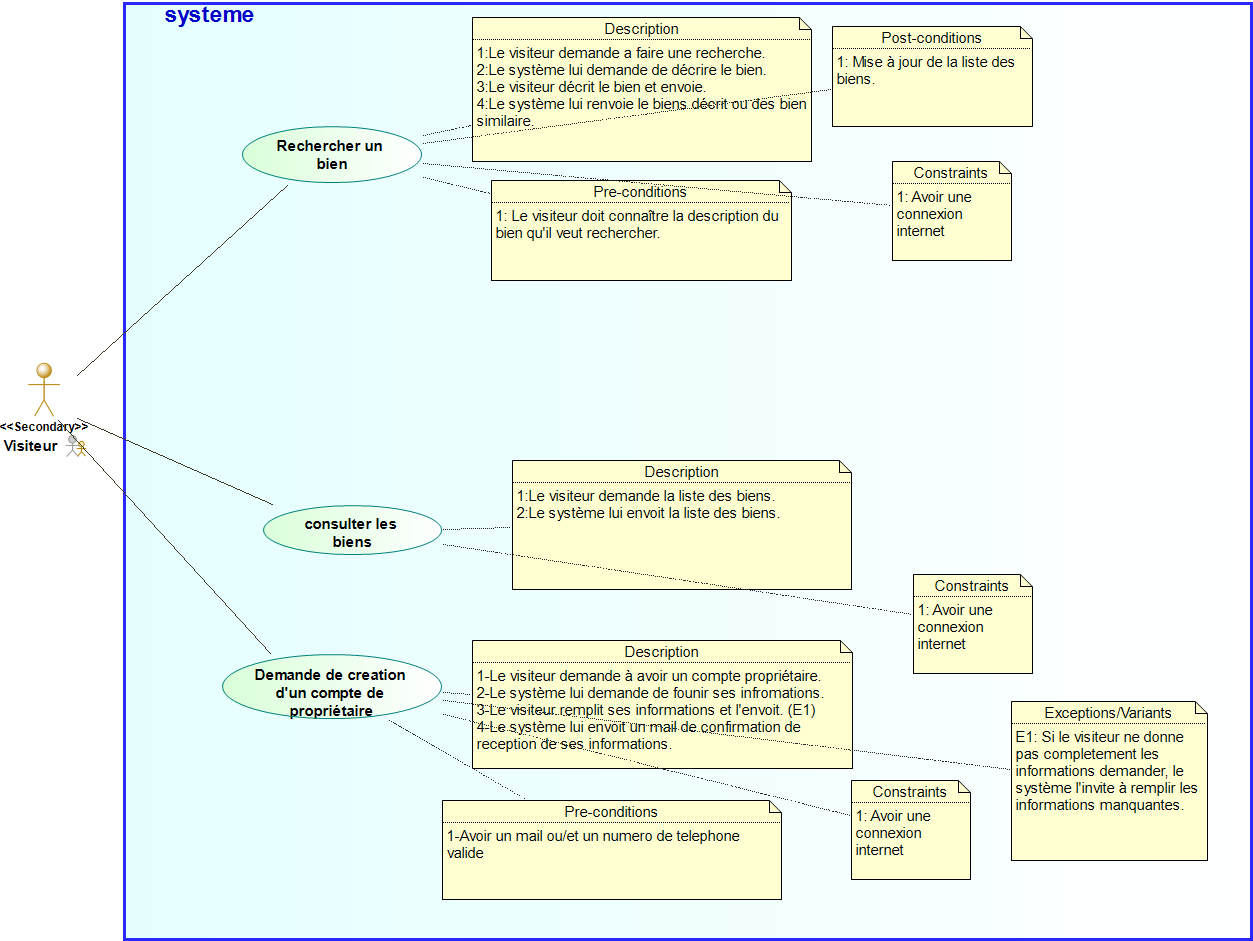 systeme
Description
1:Le visiteur demande a faire une recherche.
2:Le système lui demande de décrire le bien.
3:Le visiteur décrit le bien et envoie.
4:Le système lui renvoie le biens décrit ou des bien
similaire.
Post-conditions
1: Mise à jour de la liste des
biens.
Rechercher un
bien
Constraints
1: Avoir une
connexion
internet
Pre-conditions
1: Le visiteur doit connaître la description du
bien qu'il veut rechercher.
<<Secondary>>
Visiteur
Description
1:Le visiteur demande la liste des biens.
2:Le système lui envoit la liste des biens.
consulter les
biens
Constraints
1: Avoir une
connexion
internet
Description
1-Le visiteur demande à avoir un compte propriétaire.
2-Le système lui demande de founir ses infromations.
3-Le visiteur remplit ses informations et l'envoit. (E1)
4-Le système lui envoit un mail de confirmation de
reception de ses informations.
Demande de creation
d'un compte de
propriétaire
Exceptions/Variants
E1: Si le visiteur ne donne
pas completement les
informations demander, le
système l'invite à remplir les
informations manquantes.
Constraints
1: Avoir une
connexion
internet
Pre-conditions
1-Avoir un mail ou/et un numero de telephone
valide